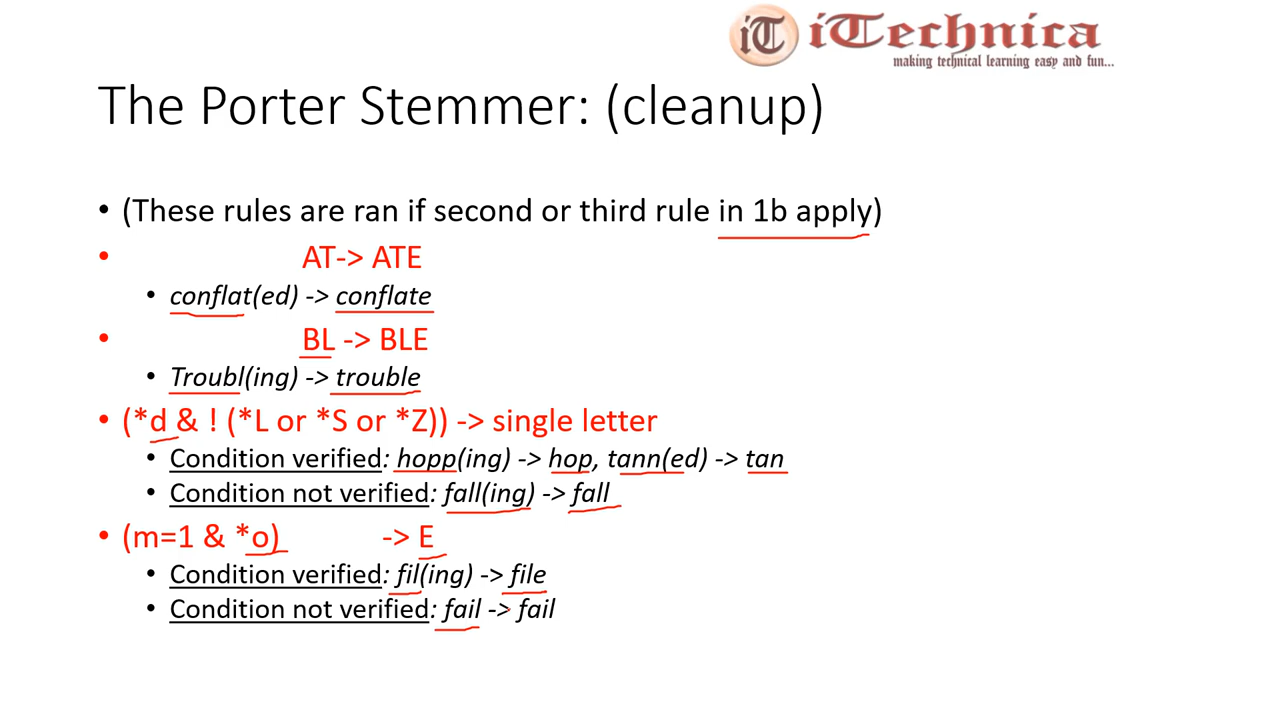 iT iTechnica
making technical learning easy and fun...
The Porter Stemmer: (cleanup)
• (These rules are ran if second or third rule in 1b apply)
• AT-> ATE
• conflat(ed) -> conflate
• BL -> BLE
• Troubl(ing) -> trouble
• (*d & ! (*L or *S or *Z)) -> single letter
• Condition verified: hopp(ing) -> hop, tann(ed) -> tan
• Condition not verified: fall(ing) -> fall
• (m=1 & *o) -> E
• Condition verified: fil(ing) -> file
• Condition not verified: fail -> fail